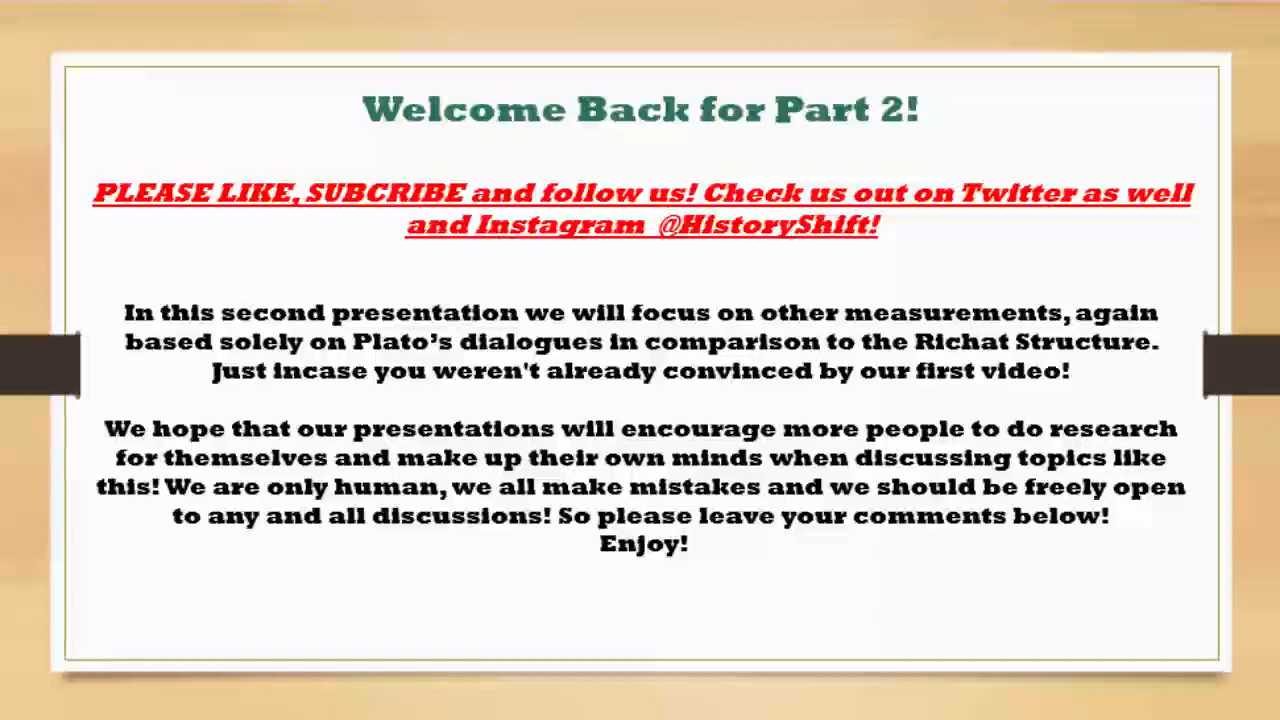 Welcome Back for Part 2!
PLEASE LIKE, SUBCRIBE and follow us! Check us out on Twitter as well
and Instagram @HistoryShift!
In this second presentation we will focus on other measurements, again
based solely on Plato's dialogues in comparison to the Richat Structure.
Just incase you weren't already convinced by our first video!
We hope that our presentations will encourage more people to do research
for themselves and make up their own minds when discussing topics like
this! We are only human, we all make mistakes and we should be freely open
to any and all discussions! So please leave your comments below!
Enjoy!